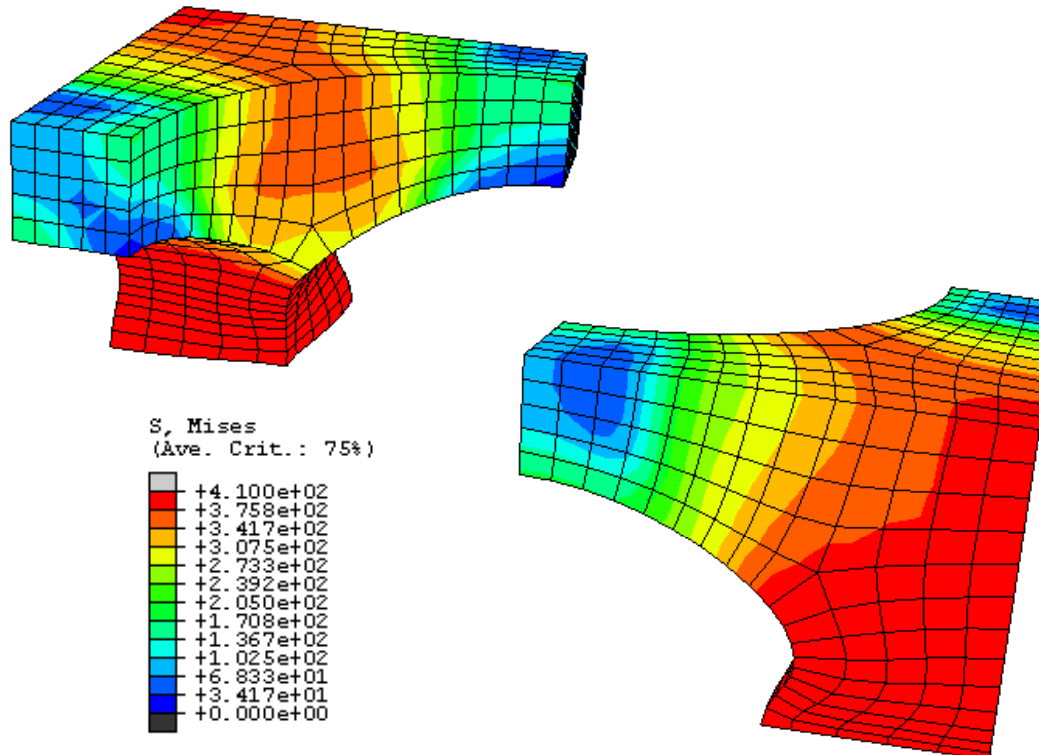 S, Mises
(Ave. Crit.: 75%)
+4.100e+02
+3.758e+02
+3.417e+02
+3.075e+02
+2.733e+02
+2.392e+02
+2.050e+02
+1.708e+02
+1.367e+02
+1.025e+02
+6.833e+01
+3.417e+01
+0.000e+00